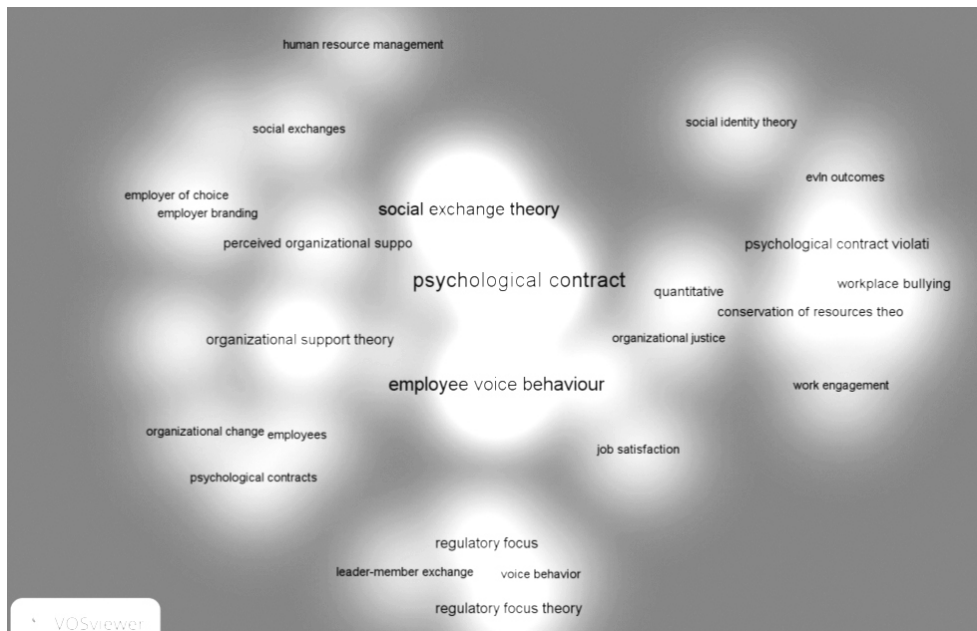 human resource management
social identity theory
social exchanges
evln outcomes
employer of choice
social exchange theory
employer branding
perceived organizational suppo
psychological contract violati
psychological contract
workplace bullying
quantitative
conservation of resources theo
organizational support theory
organizational justice
employee voice behaviour
work engagement
organizational change
employees
job satisfaction
psychological contracts
regulatory focus
leader-member exchange
voice behavior
regulatory focus theory
VOSviewer